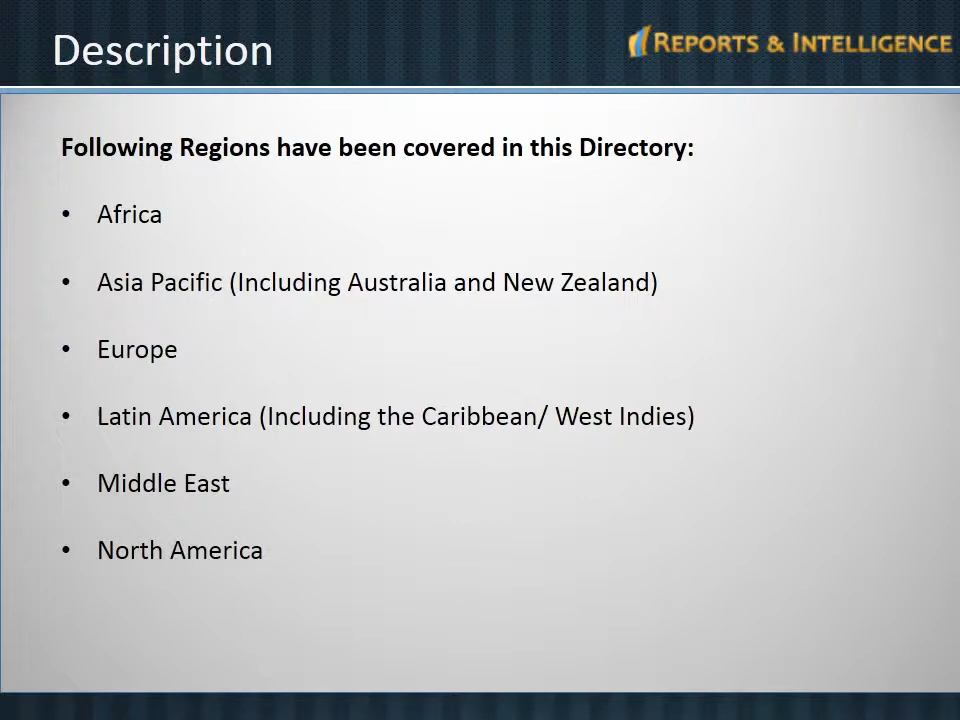 Description
REPORTS & INTELLIGENCE
Following Regions have been covered in this Directory:
• Africa
• Asia Pacific (Including Australia and New Zealand)
• Europe
• Latin America (Including the Caribbean/ West Indies)
• Middle East
• North America